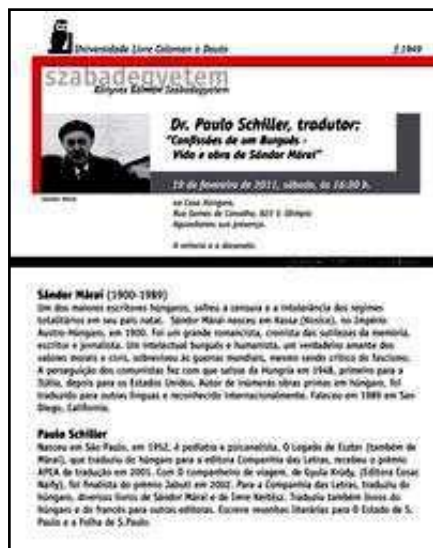 Universidade Livre Coloman o Douto
ƒ.1949
szabadegyetem
Könyves Kálmán Szabadegyetem
Dr. Paulo Schiller, tradutor:
"Confissões de um Burguês -
Vida e obra de Sándor Márai"
19 de fevereiro de 2011, sábado, às 16:30 h.
Sándor Márai
na Casa Húngara,
Rua Gomes de Carvalho, 823 V. Olímpia
Aguardamos sua presença.
A reitoria e o decanato.
Sándor Márai (1900-1989)
Um dos maiores escritores húngaros, sofreu a censura e a intolerância dos regimes
totalitários em seu país natal. Sándor Márai nasceu em Kassa (Kosice), no Império
Austro-Húngaro, em 1900. Foi um grande romancista, cronista das sutilezas da memória,
escritor e jornalista. Um intelectual burguês e humanista, um verdadeiro amante dos
valores morais e civis, sobreviveu às guerras mundiais, mesmo sendo crítico do fascismo.
A perseguição dos comunistas fez com que saísse da Hungria em 1948, primeiro para a
Itália, depois para os Estados Unidos. Autor de inúmeras obras primas em húngaro, foi
traduzido para outras línguas e reconhecido internacionalmente. Faleceu em 1989 em San
Diego, Califórnia.
Paulo Schiller
Nasceu em São Paulo, em 1952, é pediatra e psicanalista. O Legado de Eszter (também de
Márai), que traduziu do húngaro para a editora Companhia das Letras, recebeu o prêmio
APCA de tradução em 2001. Com O companheiro de viagem, de Gyula Krúdy, (Editora Cosac
Naify), foi finalista do prêmio Jabuti em 2002. Para a Companhia das Letras, traduziu do
húngaro, diversos livros de Sándor Márai e de Imre Kertész. Traduziu também livros do
húngaro e do francês para outras editoras. Escreve resenhas literárias para O Estado de S.
Paulo e a Folha de S.Paulo.